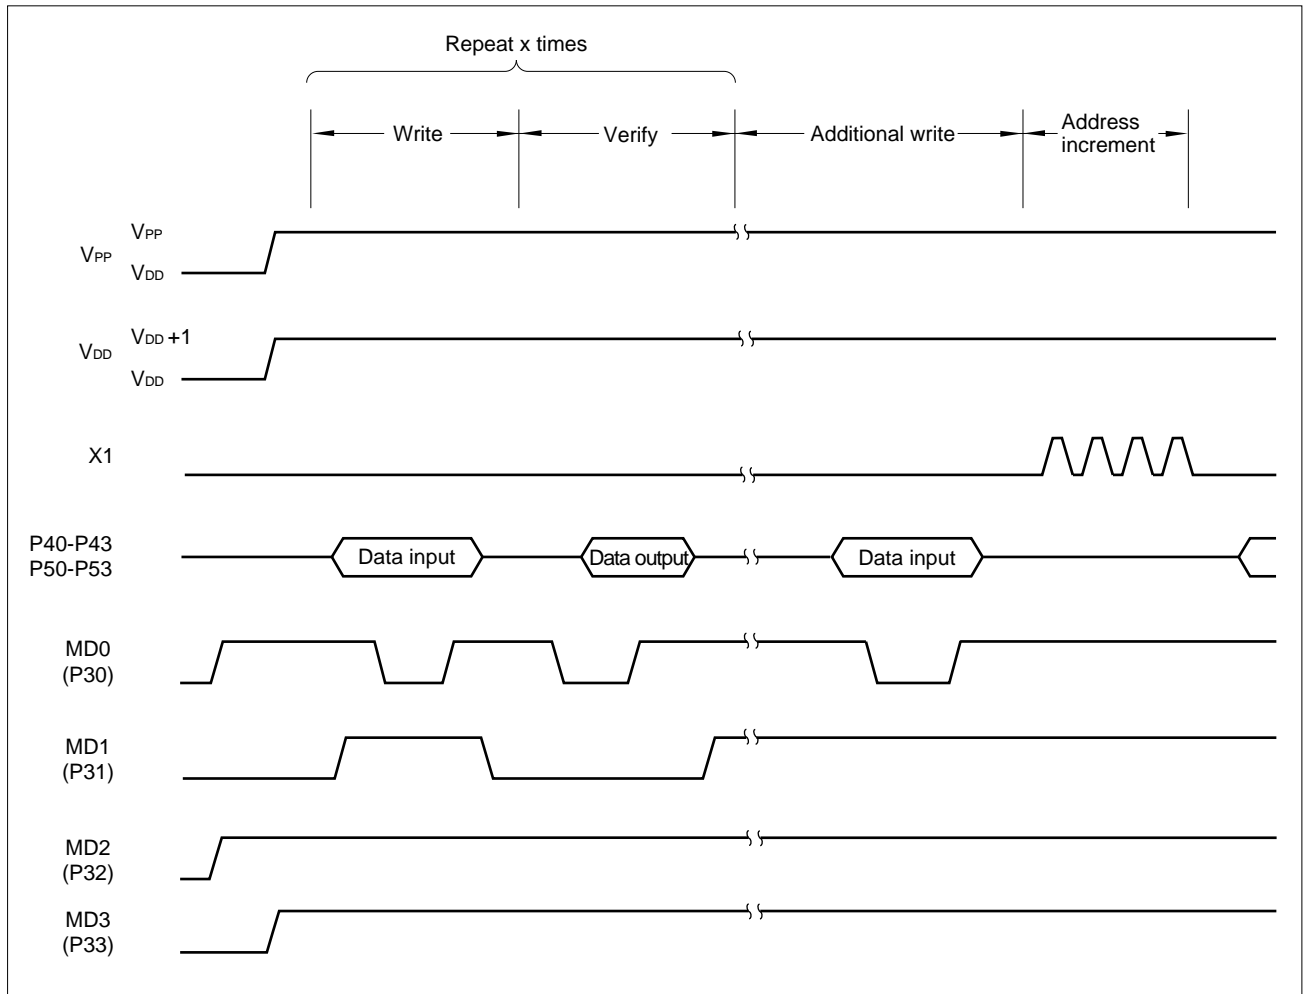 Repeat x times
Write
Verify
Additional write
Address
increment
VPP
VPP
VDD
VDD +1
VDD
VDD
X1
P40-P43
P50-P53
Data input
Data output
Data input
MD0
(P30)
MD1
(P31)
MD2
(P32)
MD3
(P33)